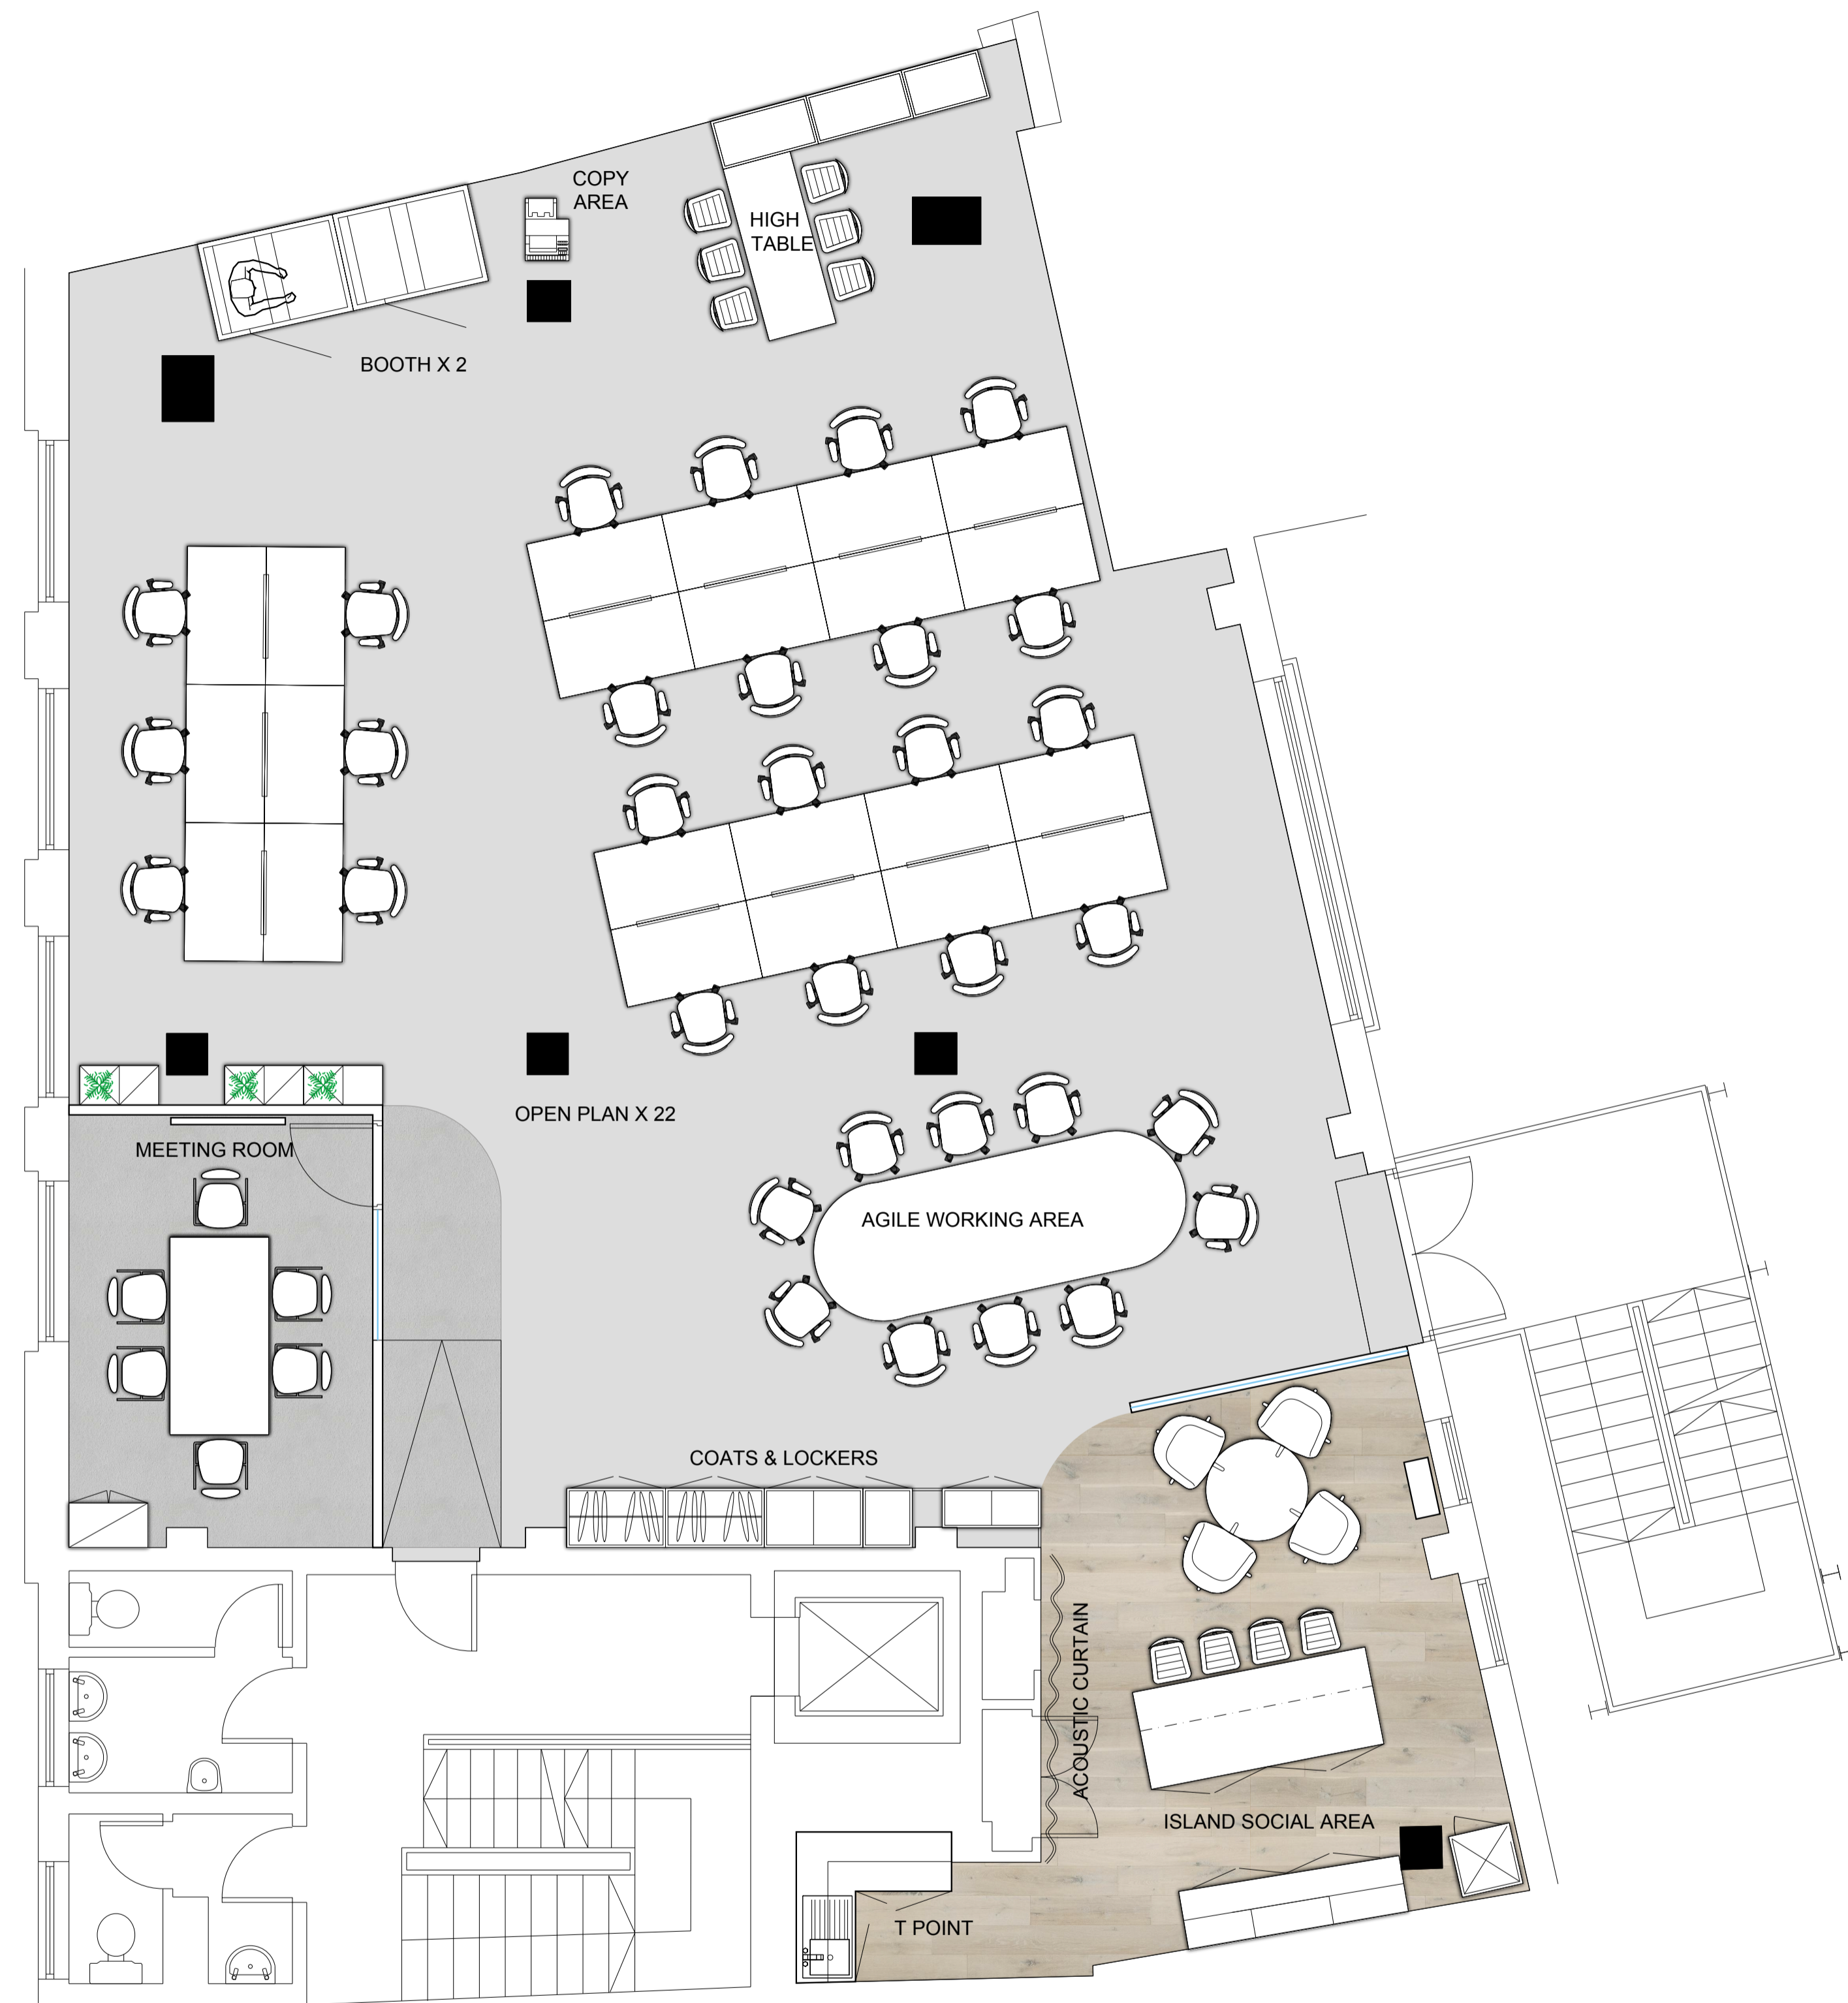 COPY
AREA
HIGH
TABLE
BOOTH X 2
OPEN PLAN X 22
MEETING ROOM
AGILE WORKING AREA
COATS & LOCKERS
ACOUSTIC CURTAIN
ISLAND SOCIAL AREA
T POINT